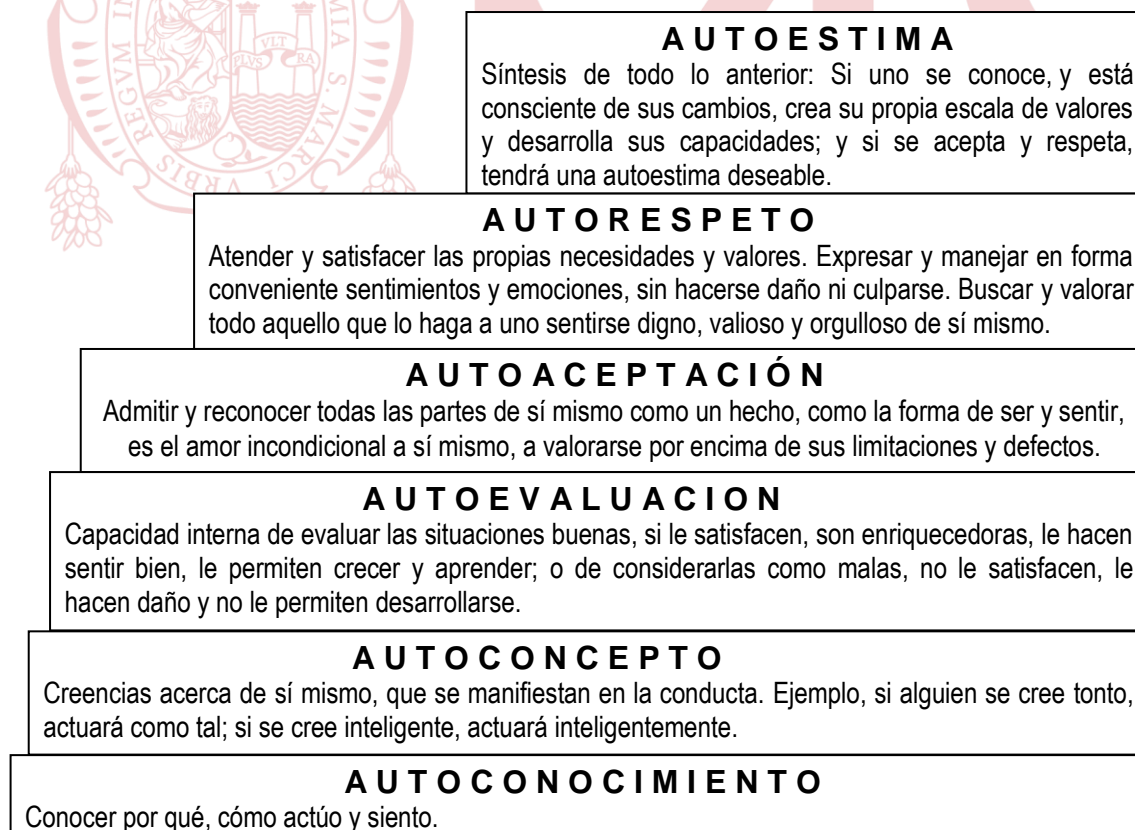 VLT
PLVS RA
A U T O E S T I M A
Síntesis de todo lo anterior: Si uno se conoce, y está
consciente de sus cambios, crea su propia escala de valores
y desarrolla sus capacidades; y si se acepta y respeta,
tendrá una autoestima deseable.
A U T O R E S P E T O
Atender y satisfacer las propias necesidades y valores. Expresar y manejar en forma
conveniente sentimientos y emociones, sin hacerse daño ni culparse. Buscar y valorar
todo aquello que lo haga a uno sentirse digno, valioso y orgulloso de sí mismo.
A U T O A C E P T A C I Ó N
Admitir y reconocer todas las partes de sí mismo como un hecho, como la forma de ser y sentir,
es el amor incondicional a sí mismo, a valorarse por encima de sus limitaciones y defectos.
A U T O E V A L U A C I O N
Capacidad interna de evaluar las situaciones buenas, si le satisfacen, son enriquecedoras, le hacen
sentir bien, le permiten crecer y aprender; o de considerarlas como malas, no le satisfacen, le
hacen daño y no le permiten desarrollarse.
A U T O C O N C E P T O
Creencias acerca de sí mismo, que se manifiestan en la conducta. Ejemplo, si alguien se cree tonto,
actuará como tal; si se cree inteligente, actuará inteligentemente.
A U T O C O N O C I M I E N T O
Conocer por qué, cómo actúo y siento.